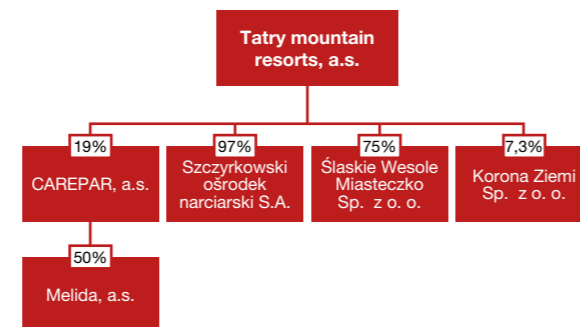 Tatry mountain
resorts, a.s.
19%
97%
75%
7,3%
CAREPAR, a.s.
Szczyrkowski
ośrodek
narciarski S.A.
Ślaskie Wesole
Miasteczko
Sp. z o. o.
Korona Ziemi
Sp. z o. o.
50%
Melida, a.s.